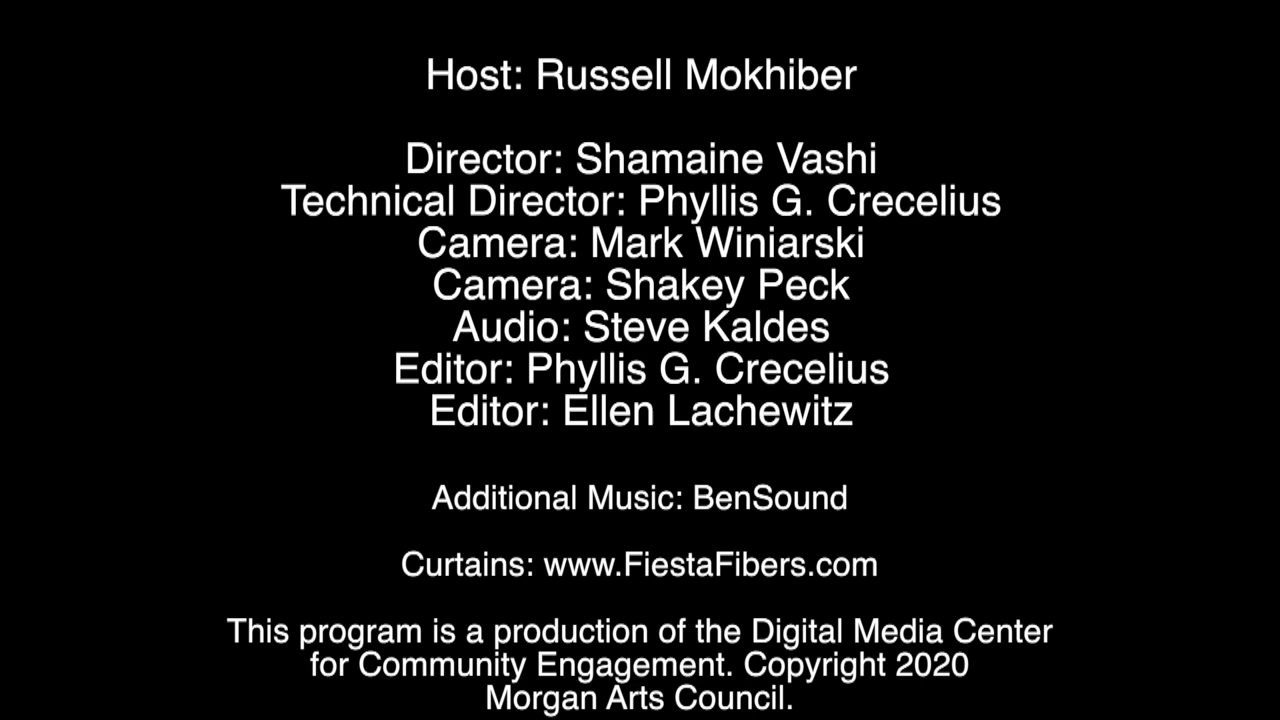 Host: Russell Mokhiber
Director: Shamaine Vashi
Technical Director: Phyllis G. Crecelius
Camera: Mark Winiarski
Camera: Shakey Peck
Audio: Steve Kaldes
Editor: Phyllis G. Crecelius
Editor: Ellen Lachewitz
Additional Music: BenSound
Curtains: www.FiestaFibers.com
This program is a production of the Digital Media Center
for Community Engagement. Copyright 2020
Morgan Arts Council.